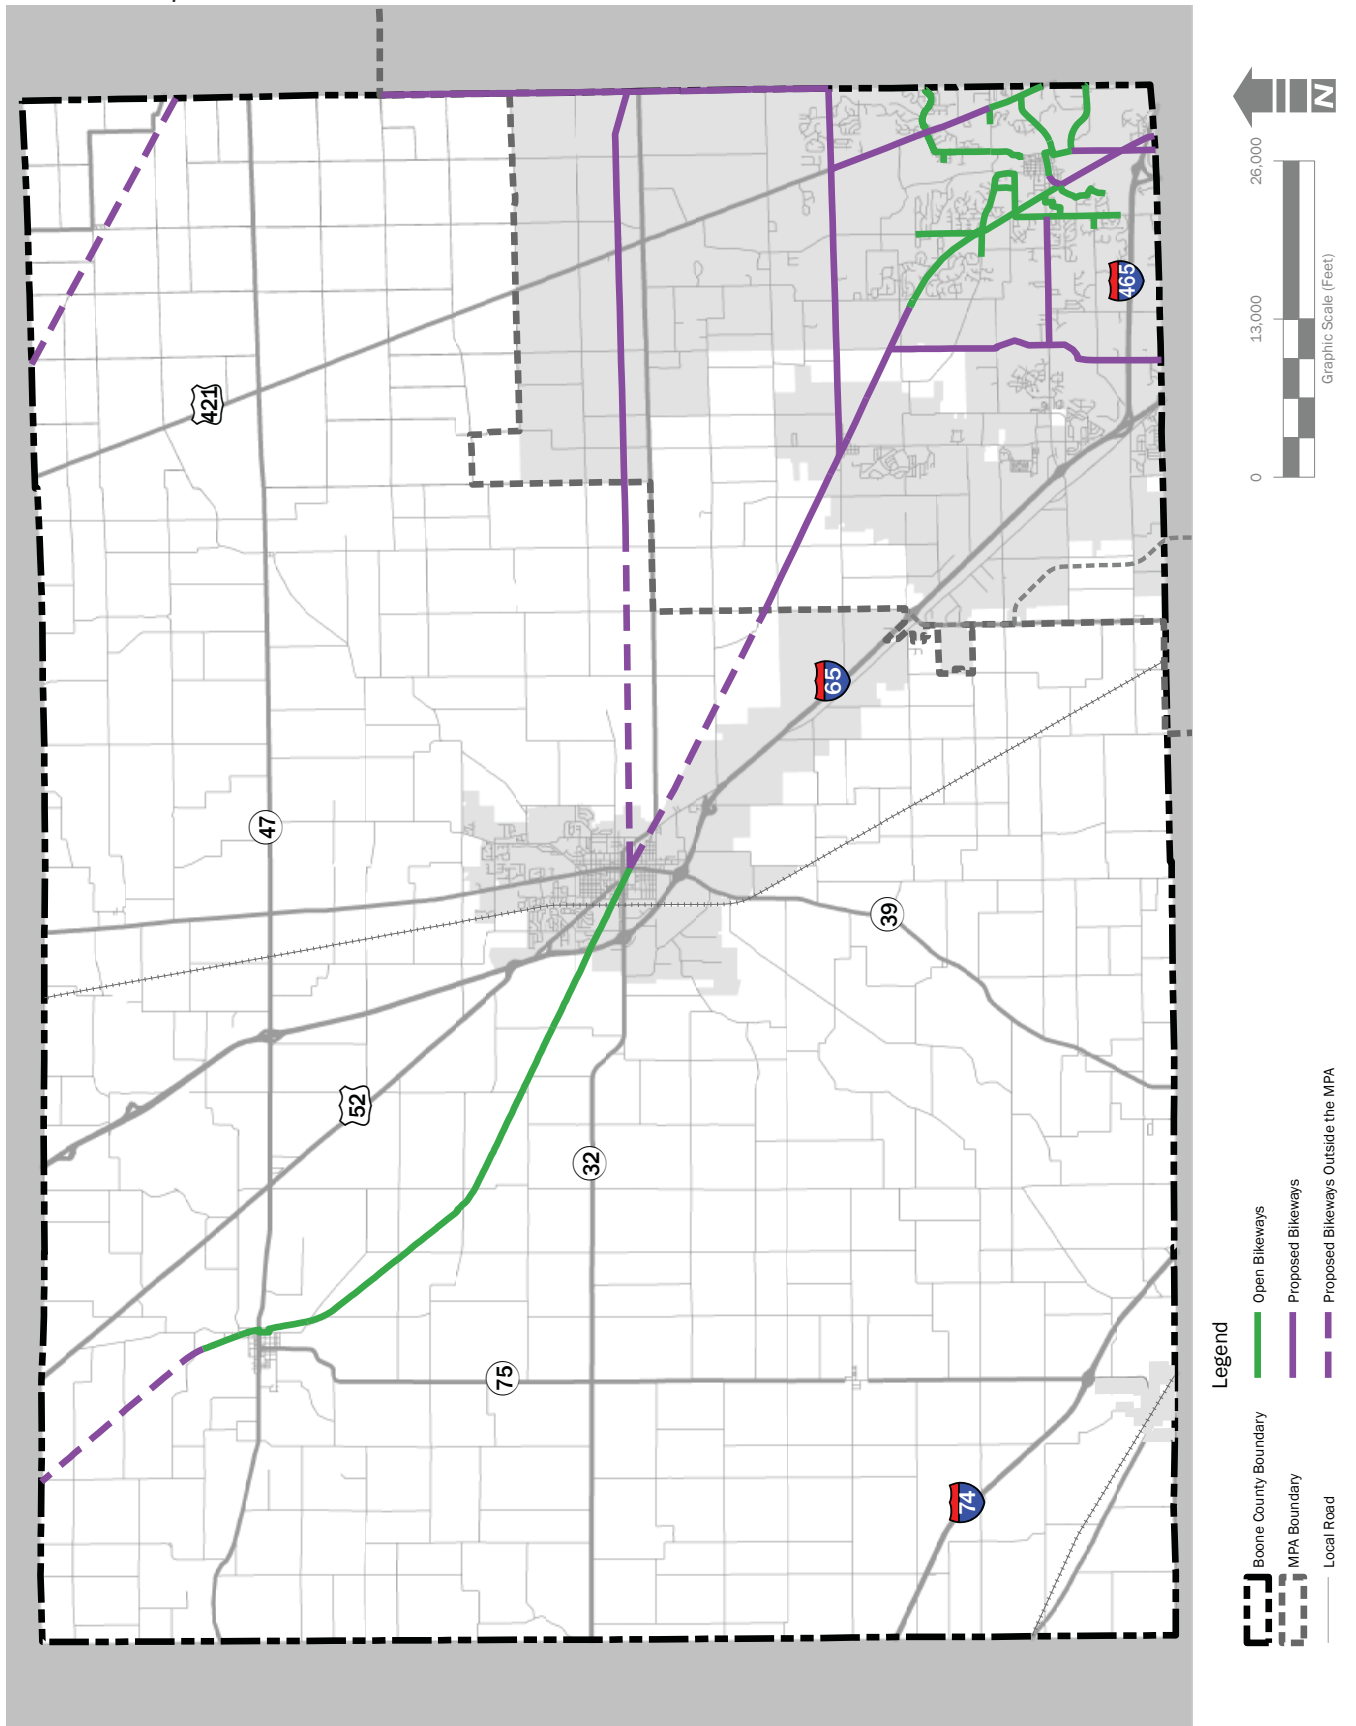 421
47
52
32
75
39
65
465
74
Legend
Boone County Boundary
MPA Boundary
Local Road
Open Bikeways
Proposed Bikeways
Proposed Bikeways Outside the MPA
0
13,000
26,000
Graphic Scale (Feet)
N